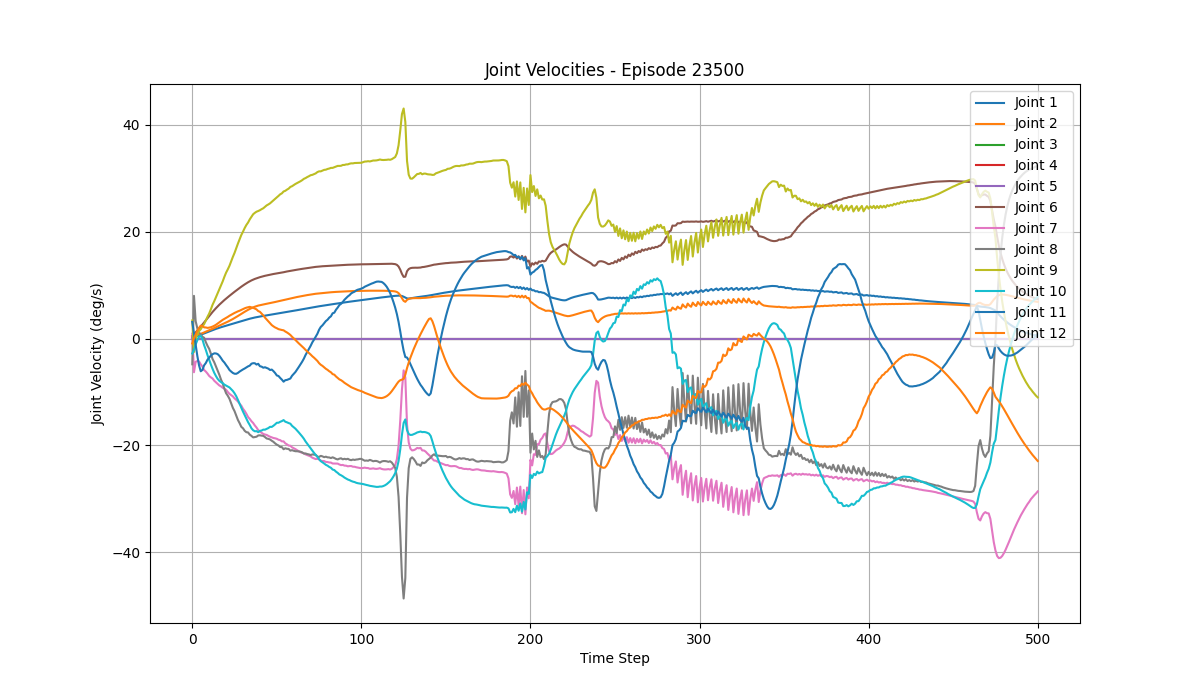 Joint Velocities - Episode 23500
Joint Velocity (deg/s)
40
20
0
−20
−40
0
100
200
300
400
500
Time Step
Joint 1
Joint 2
Joint 3
Joint 4
Joint 5
Joint 6
Joint 7
Joint 8
Joint 9
Joint 10
Joint 11
Joint 12